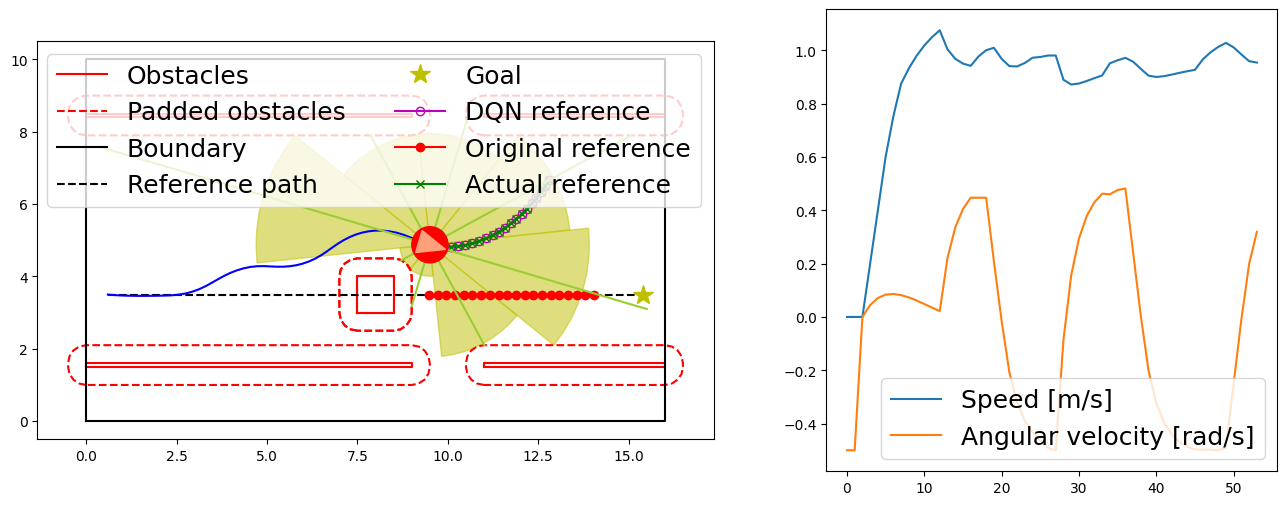 Obstacles
Padded obstacles
Boundary
Reference path
Goal
DQN reference
Original reference
Actual reference
10
8
6
4
2
0
0.0 2.5 5.0 7.5 10.0 12.5 15.0
1.0
0.8
0.6
0.4
0.2
0.0
−0.2
−0.4
Speed [m/s]
Angular velocity [rad/s]
0 10 20 30 40 50